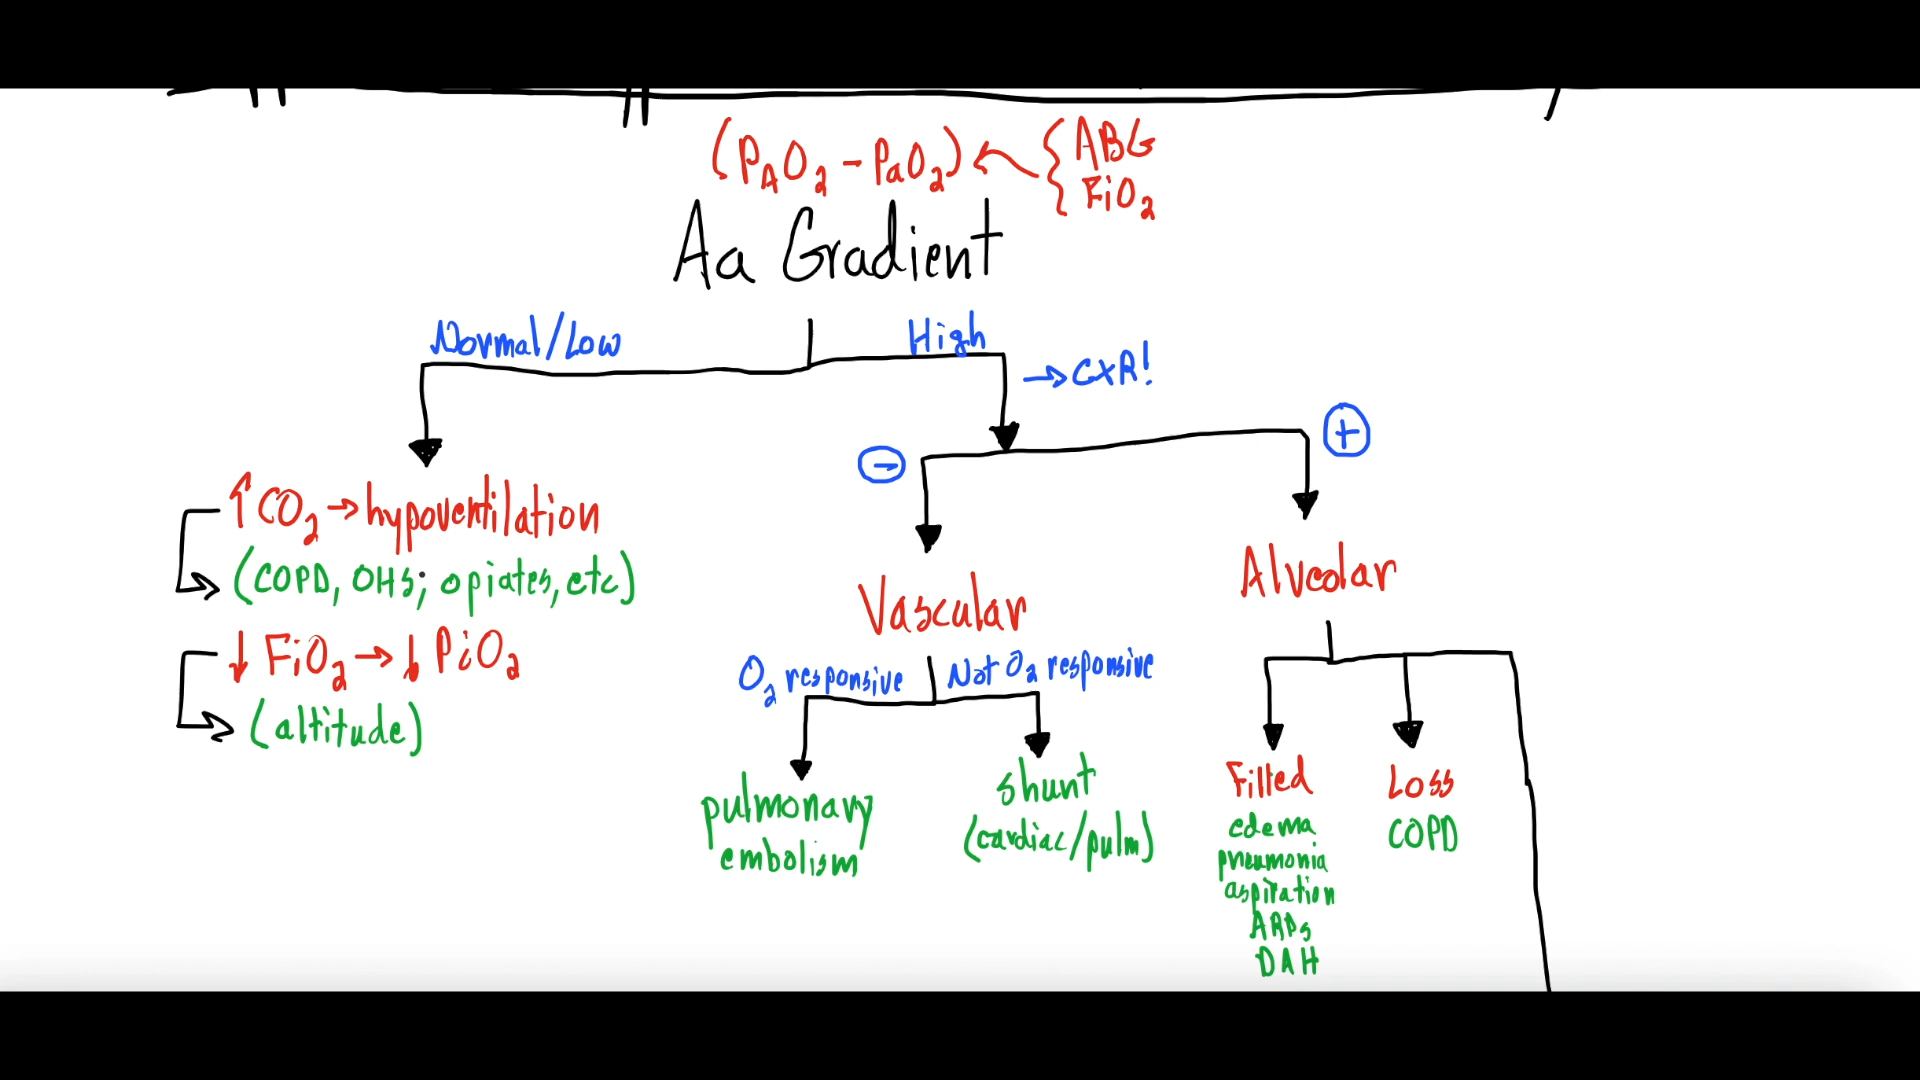 (PAO₂ - PaO₂) ← { ABG
FiO₂
Aa Gradient
Normal/Low
High
→ CXR!
-
+
↑CO₂ → hypoventilation
(COPD, OHS; opiates, etc)
↓ FiO₂ → ↓ PiO₂
(altitude)
Vascular
O₂ responsive
Not O₂ responsive
pulmonary
embolism
shunt
(cardiac/pulm)
Alveolar
Filled
edema
pneumonia
aspiration
ARDs
DAH
Loss
COPD